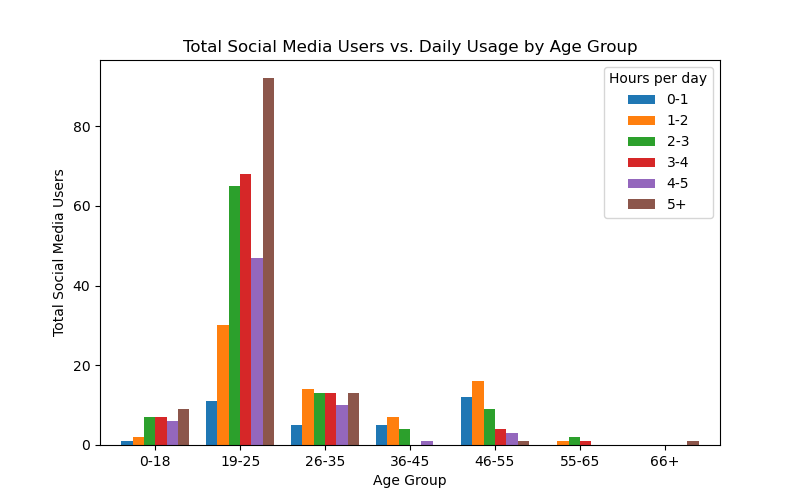 Total Social Media Users vs. Daily Usage by Age Group
Total Social Media Users
80
60
40
20
0
Hours per day
0-1
1-2
2-3
3-4
4-5
5+
0-18 19-25 26-35 36-45 46-55 55-65 66+
Age Group